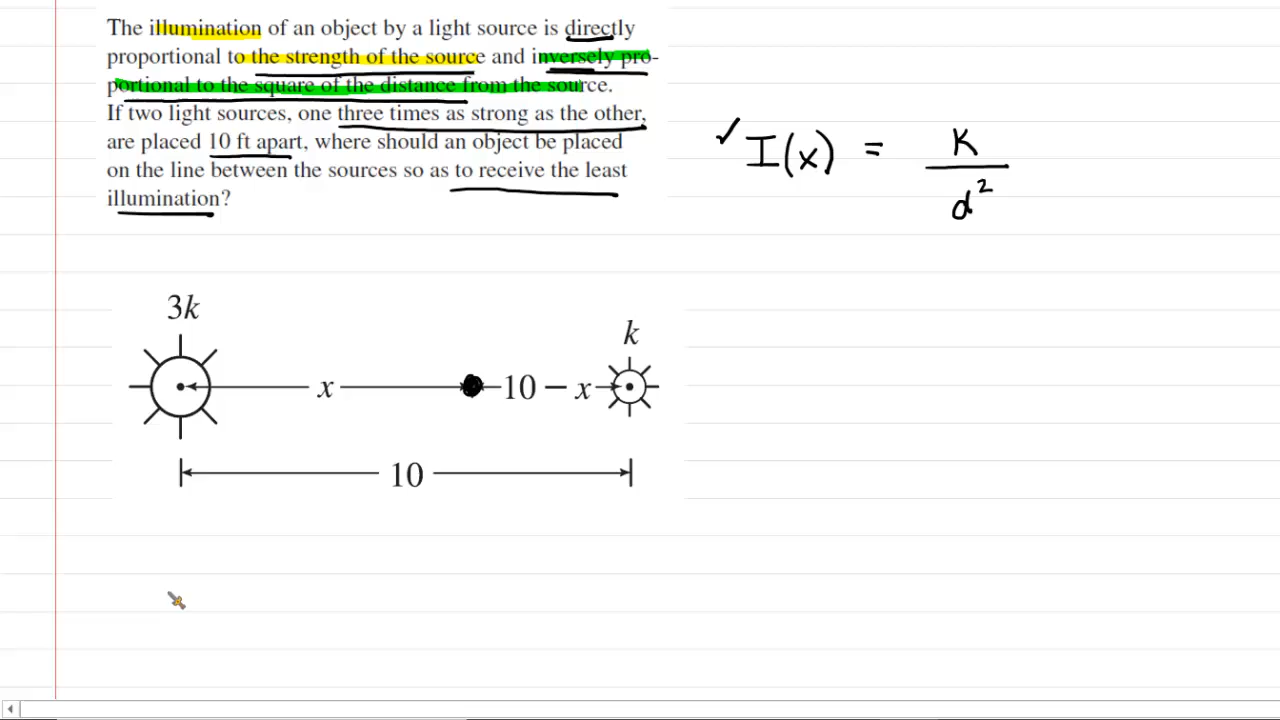 The illumination of an object by a light source is directly
proportional to the strength of the source and inversely pro-
portional to the square of the distance from the source.
If two light sources, one three times as strong as the other,
are placed 10 ft apart, where should an object be placed
on the line between the sources so as to receive the least
illumination?
✓ I(x) = K
d²
3k
k
x
10 − x
10